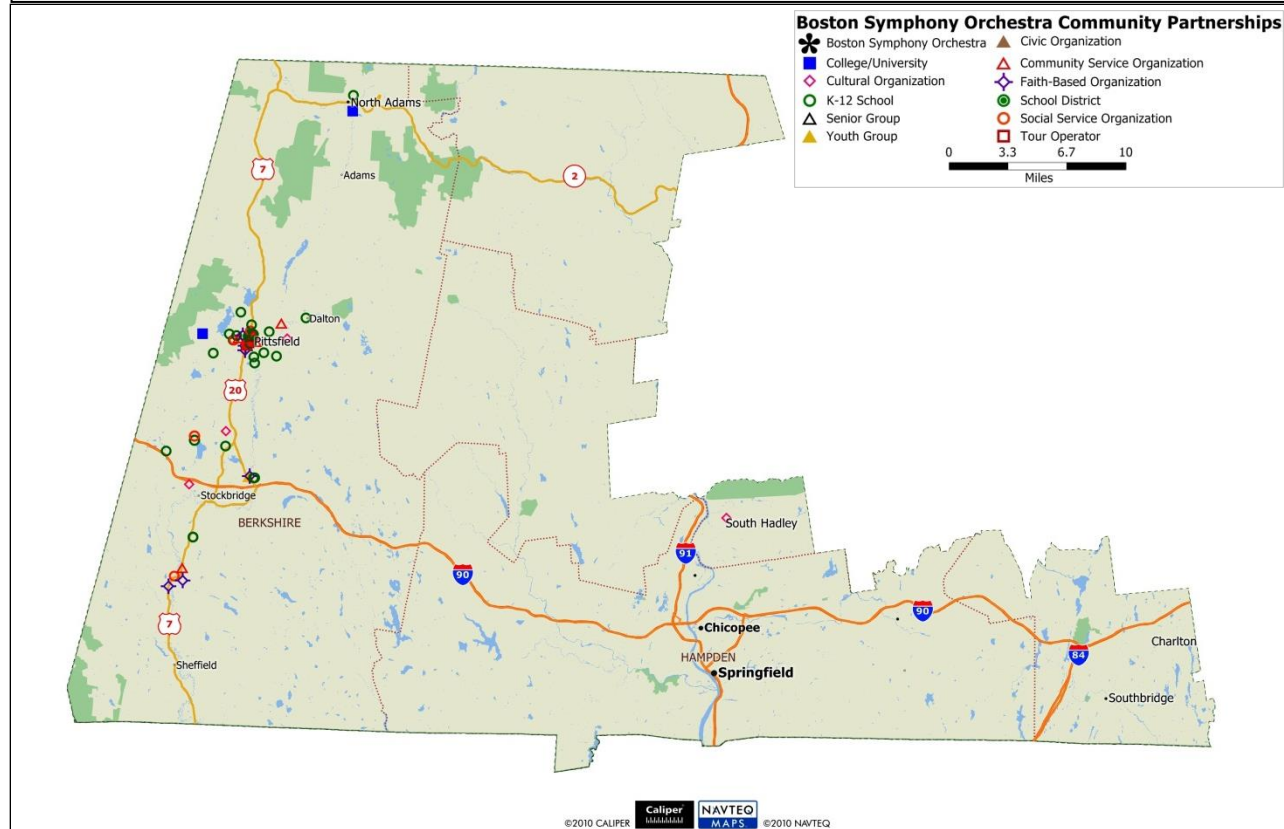 Boston Symphony Orchestra Community Partnerships
Boston Symphony Orchestra
College/University
Cultural Organization
K-12 School
Senior Group
Youth Group
Civic Organization
Community Service Organization
Faith-Based Organization
School District
Social Service Organization
Tour Operator
0 3.3 6.7 10
Miles
North Adams
7
Adams
2
Dalton
Pittsfield
20
Stockbridge
BERKSHIRE
South Hadley
91
90
90
7
Chicopee
HAMPDEN
Charlton
84
Sheffield
Springfield
Southbridge
©2010 CALIPER
Caliper
NAVTEQ
MAPS
©2010 NAVTEQ